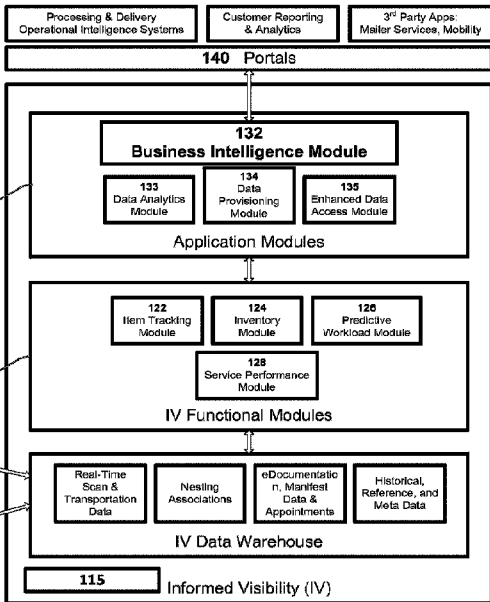 Processing & Delivery
Operational Intelligence Systems
Customer Reporting
& Analytics
3rd Party Apps:
Mailer Services, Mobility
140 Portals
132
Business Intelligence Module
133
Data Analytics
Module
134
Data
Provisioning
Module
135
Enhanced Data
Access Module
Application Modules
122
Item Tracking
Module
124
Inventory
Module
126
Predictive
Workload Module
128
Service Performance
Module
IV Functional Modules
Real-Time
Scan &
Transportation
Data
Nesting
Associations
eDocumentatio
n, Manifest
Data &
Appointments
Historical,
Reference, and
Meta Data
IV Data Warehouse
115
Informed Visibility (IV)